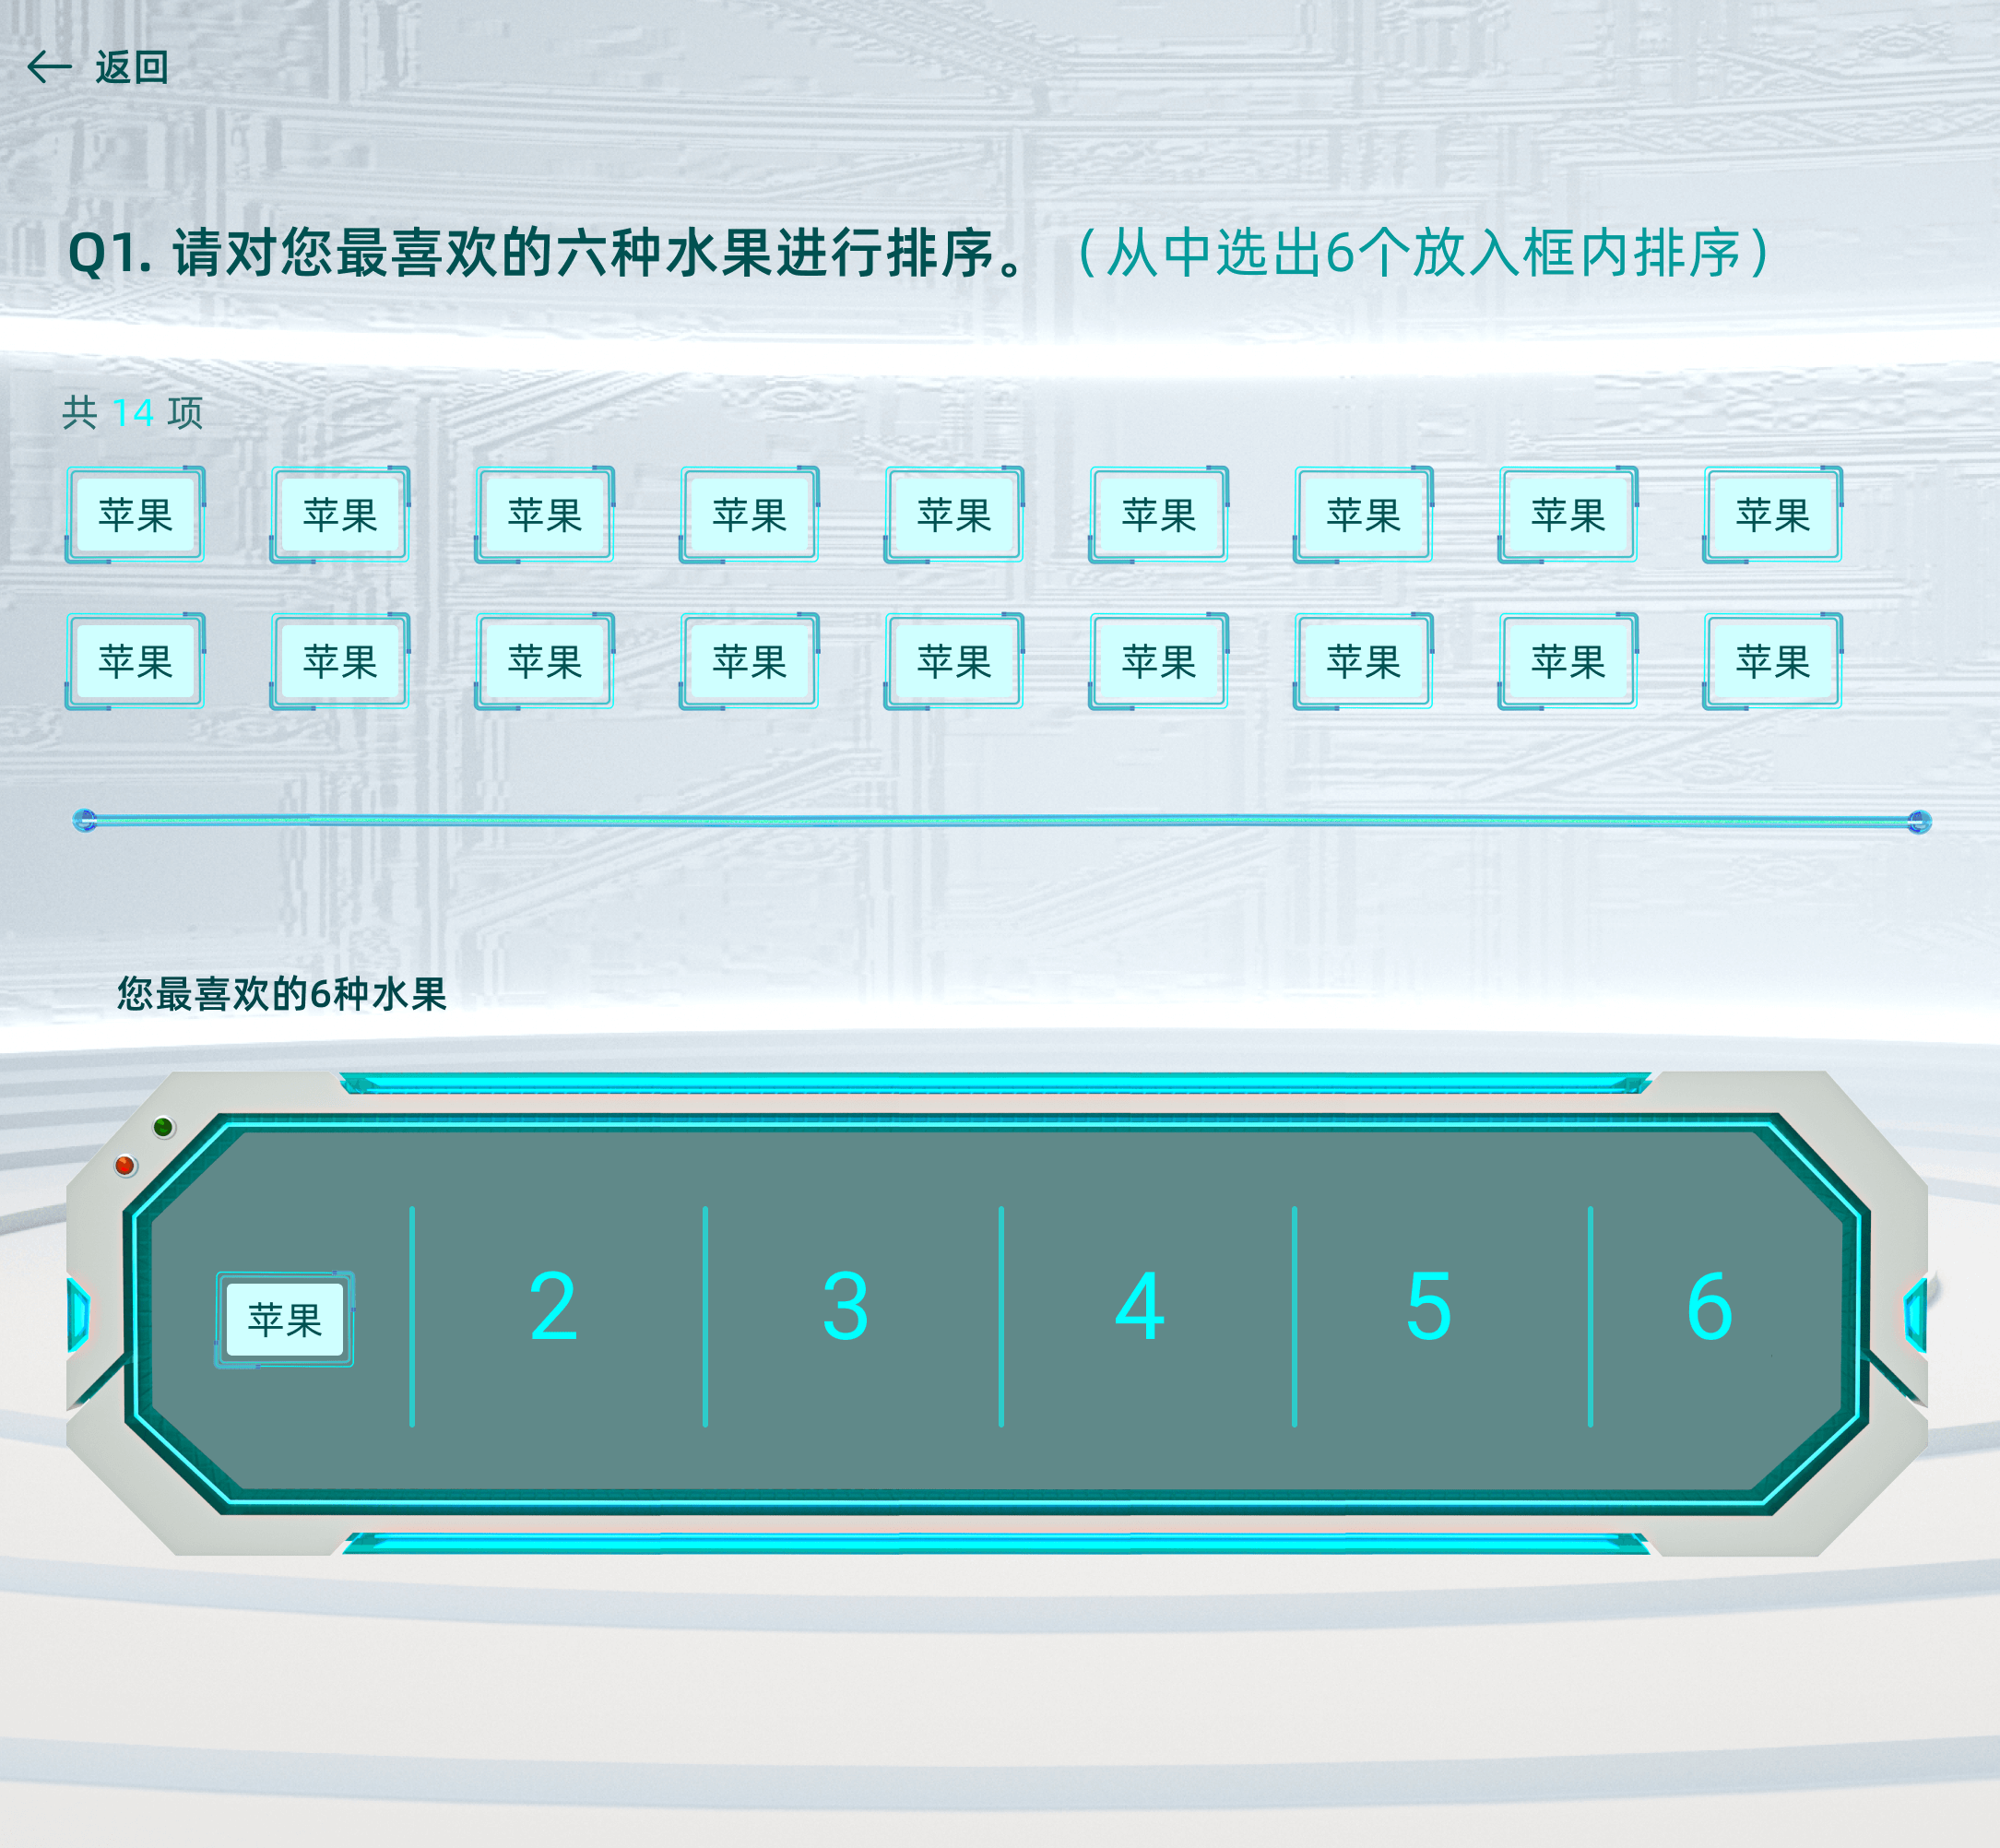 返回
Q1. 请对您最喜欢的六种水果进行排序。（从中选出6个放入框内排序）
共 14 项
苹果 苹果 苹果 苹果 苹果 苹果 苹果 苹果 苹果
苹果 苹果 苹果 苹果 苹果 苹果 苹果 苹果 苹果
您最喜欢的6种水果
苹果 2 3 4 5 6